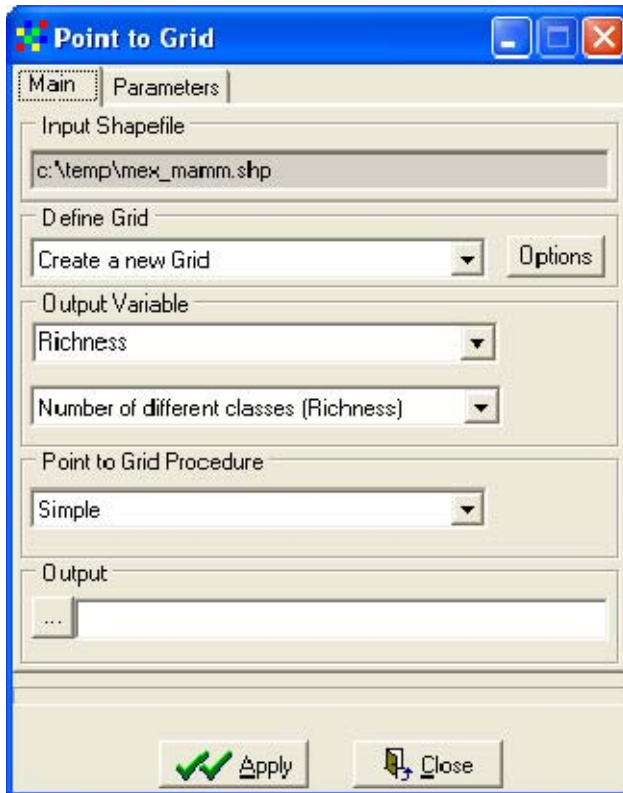 Point to Grid
Main Parameters
Input Shapefile
c:\temp\mex_mamm.shp
Define Grid
Create a new Grid Options
Output Variable
Richness
Number of different classes (Richness)
Point to Grid Procedure
Simple
Output
...
Apply Close